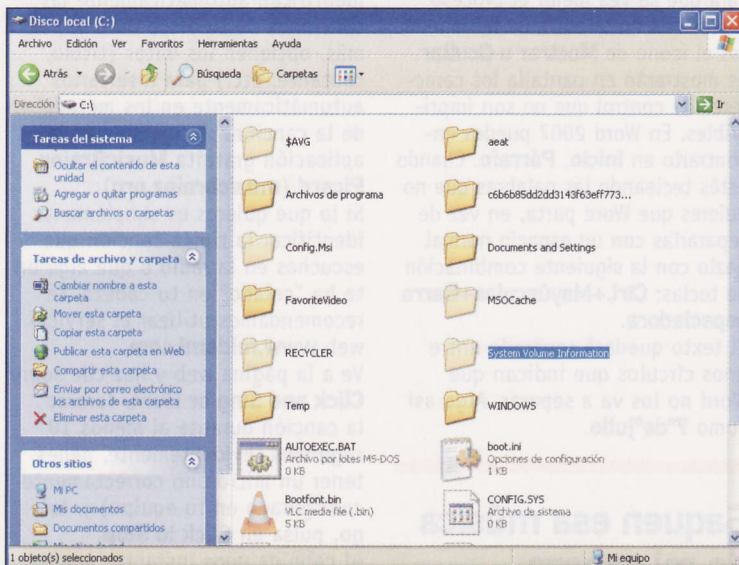 Disco local (C:)
Archivo Edición Ver Favoritos Herramientas Ayuda
Atrás Búsqueda Carpetas
Dirección C:\ Ir
Tareas del sistema
Ocultar el contenido de esta
unidad
Agregar o quitar programas
Buscar archivos o carpetas
Tareas de archivo y carpeta
Cambiar nombre a esta
carpeta
Mover esta carpeta
Copiar esta carpeta
Publicar esta carpeta en Web
Compartir esta carpeta
Enviar por correo electrónico
los archivos de esta carpeta
Eliminar esta carpeta
Otros sitios
Mi PC
Mis documentos
Documentos compartidos
$AVG
aeat
Archivos de programa
c6b6b85dd2dd3143f63eff773...
Config.Msi
Documents and Settings
FavoriteVideo
MSOCache
RECYCLER
System Volume Information
Temp
WINDOWS
AUTOEXEC.BAT
Archivo por lotes MS-DOS
0 KB
boot.ini
Opciones de configuración
1 KB
Bootfont.bin
VLC media file (.bin)
5 KB
CONFIG.SYS
Archivo de sistema
0 KB
1 objeto(s) seleccionados
Mi equipo